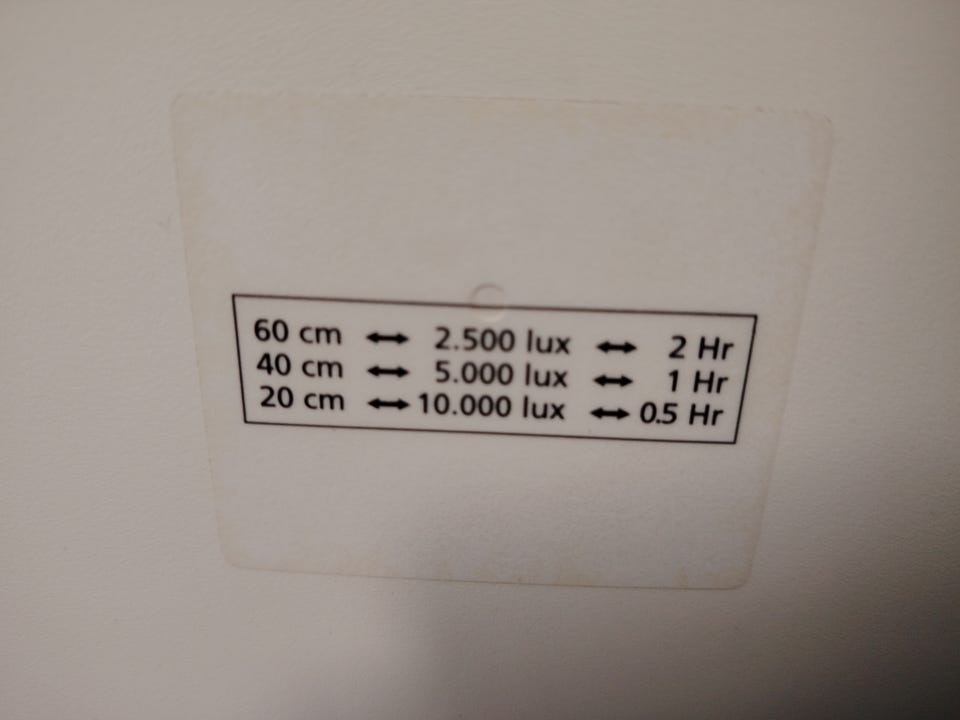 60 cm ↔ 2.500 lux ↔ 2 Hr
40 cm ↔ 5.000 lux ↔ 1 Hr
20 cm ↔ 10.000 lux ↔ 0.5 Hr